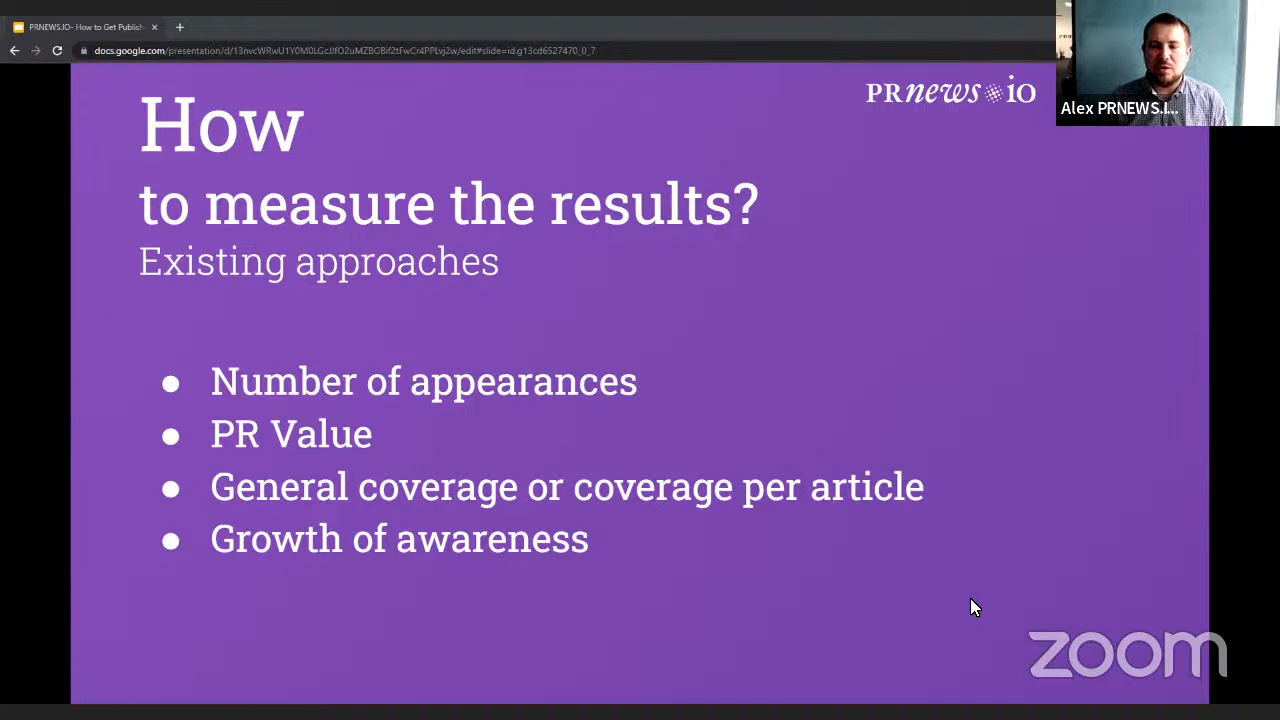 PRNEWS.IO- How to Get Publish
docs.google.com/presentation/d/13nvcWRwU1Y0M0LGcJJfO2uMZBCBif2tFwCr4PPLvj2w/edit#slide=id.g13cd6527470_0_7
PRnews.iO
Alex PRNEWS.I...
How
to measure the results?
Existing approaches
● Number of appearances
● PR Value
● General coverage or coverage per article
● Growth of awareness
zoom